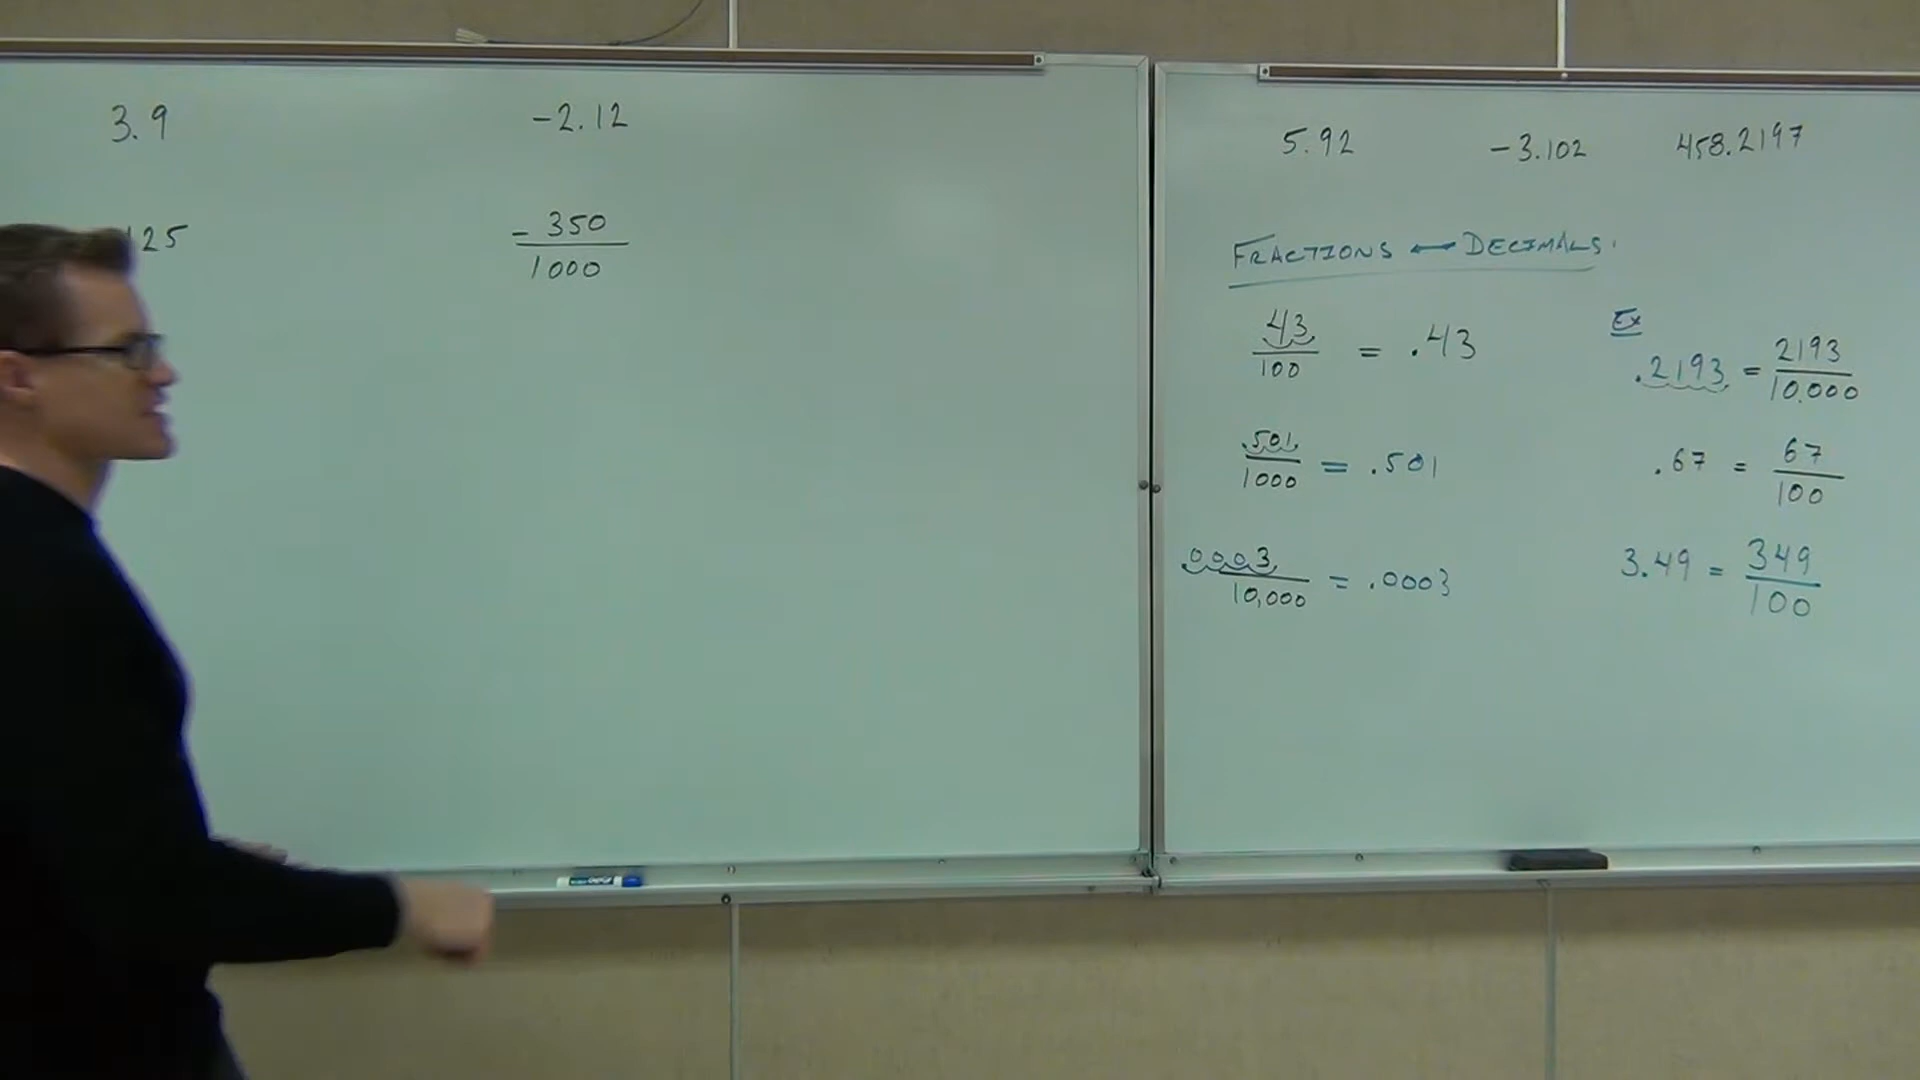 3.9
-2.12
125
-350
1000
5.92 -3.102 458.2197
FRACTIONS ↔ DECIMALS.
43
100
= .43
501
1000
= .501
0003
10,000
= .0003
Ex
.2193 = 2193
10,000
.67 = 67
100
3.49 = 349
100